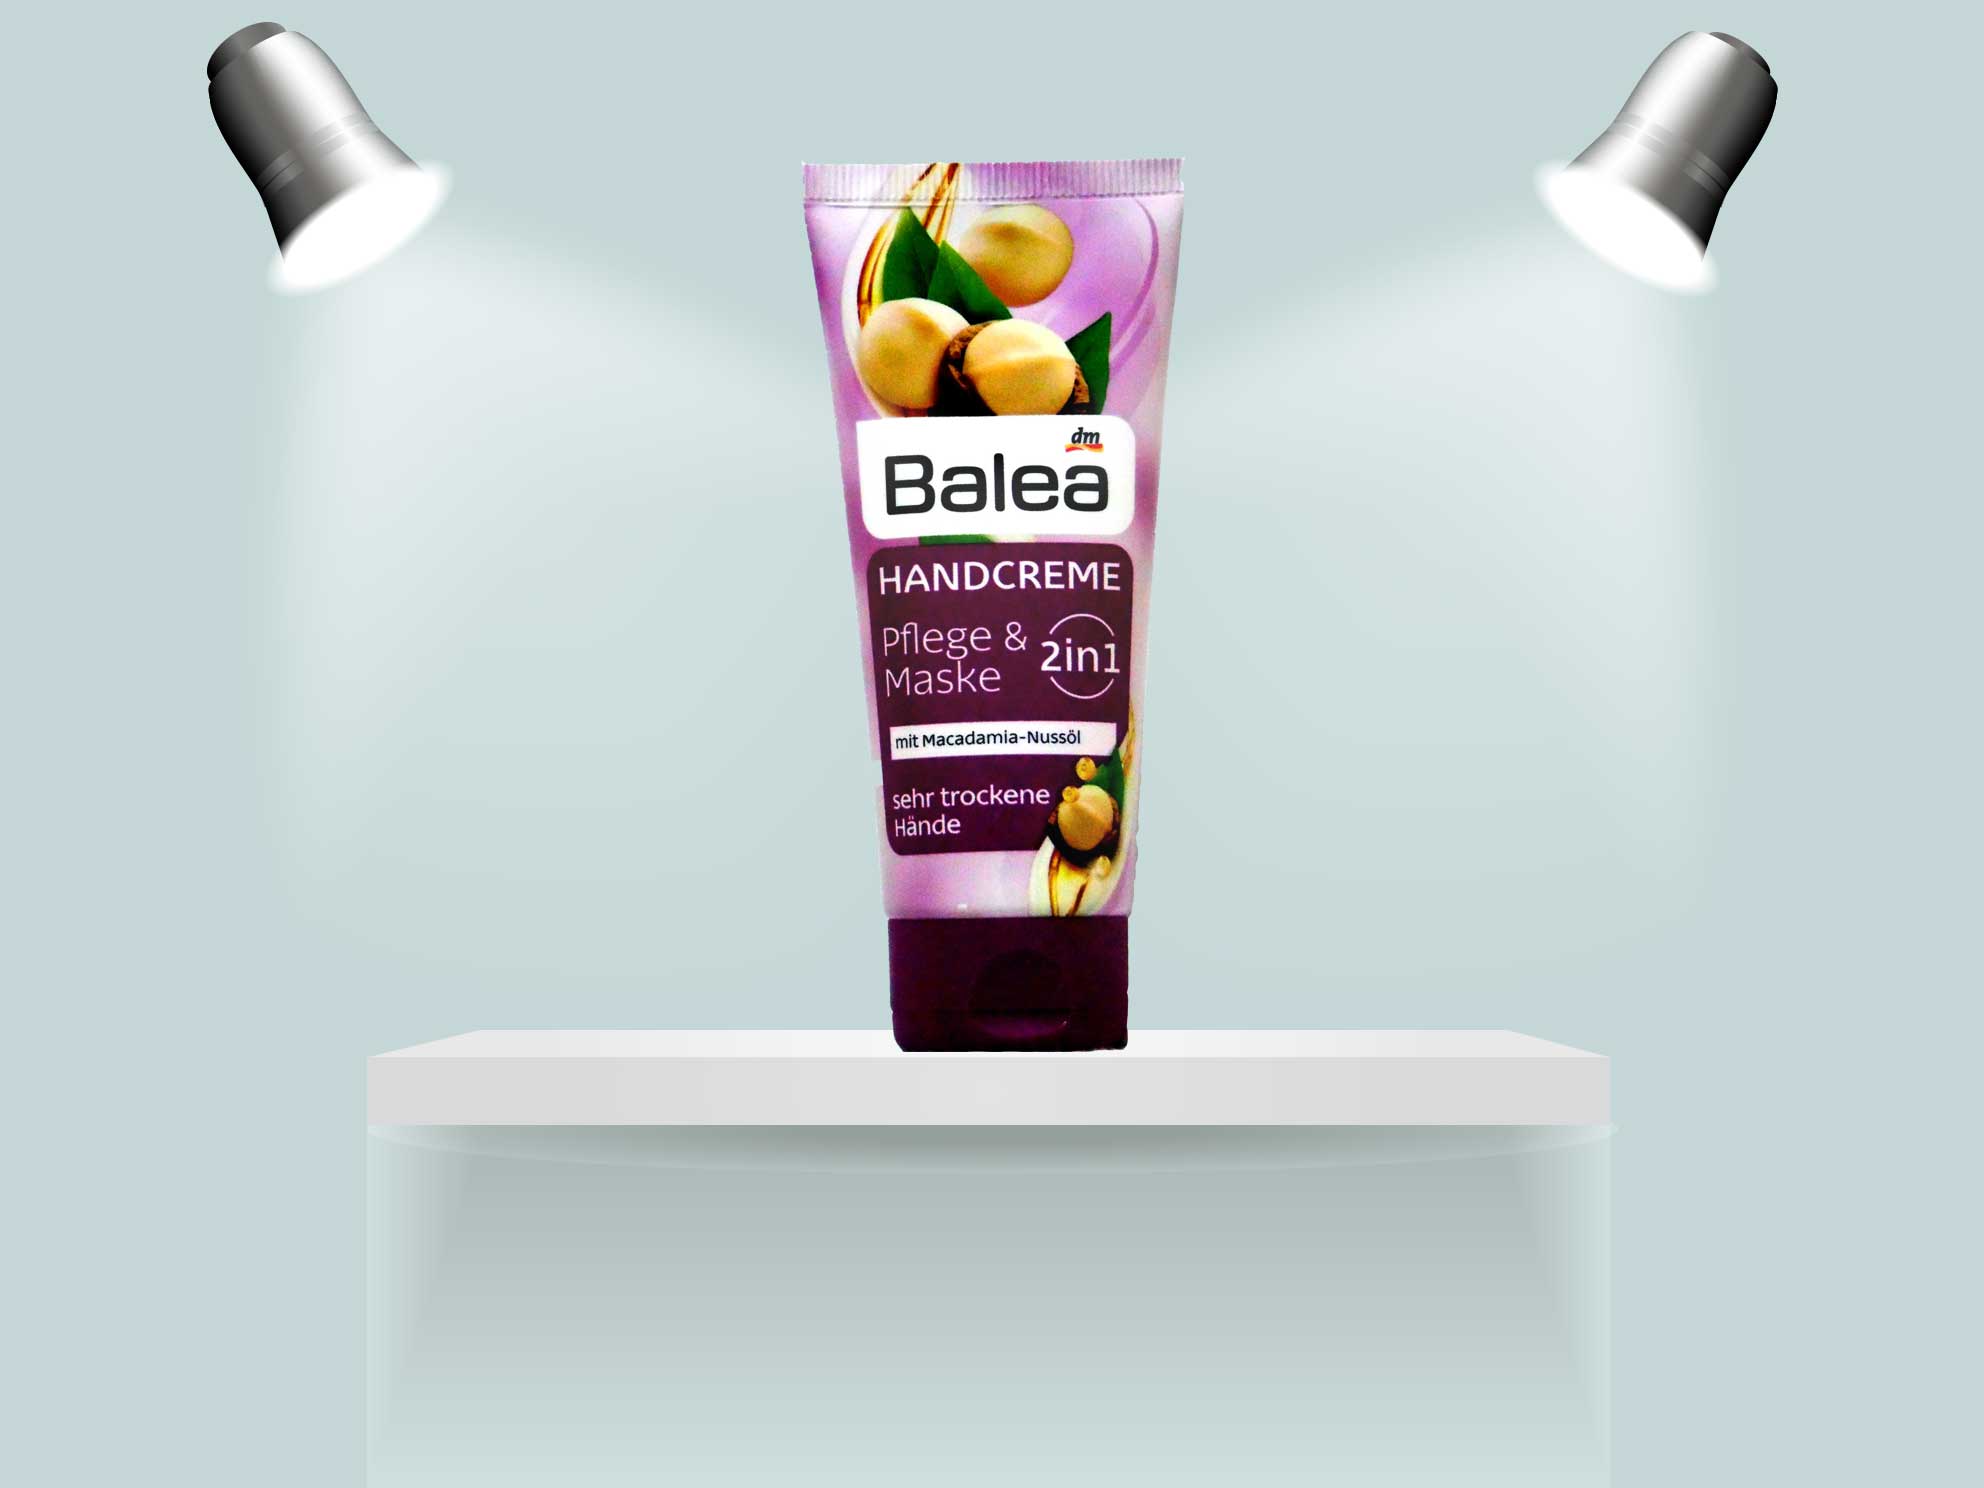 dm
Balea
HANDCREME
Pflege &
Maske
2in1
mit Macadamia-Nussöl
sehr trockene
Hände